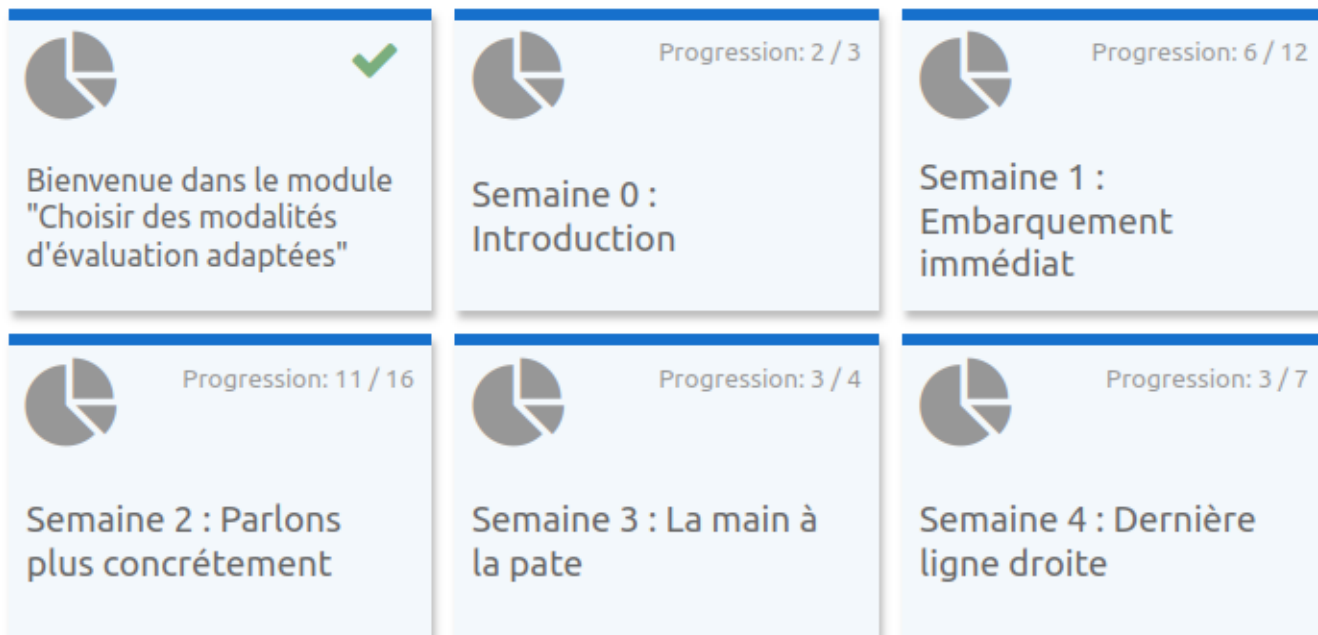 Bienvenue dans le module
"Choisir des modalités
d'évaluation adaptées"
Progression: 2 / 3
Semaine 0 :
Introduction
Progression: 6 / 12
Semaine 1 :
Embarquement
immédiat
Progression: 11 / 16
Semaine 2 : Parlons
plus concrétement
Progression: 3 / 4
Semaine 3 : La main à
la pate
Progression: 3 / 7
Semaine 4 : Dernière
ligne droite